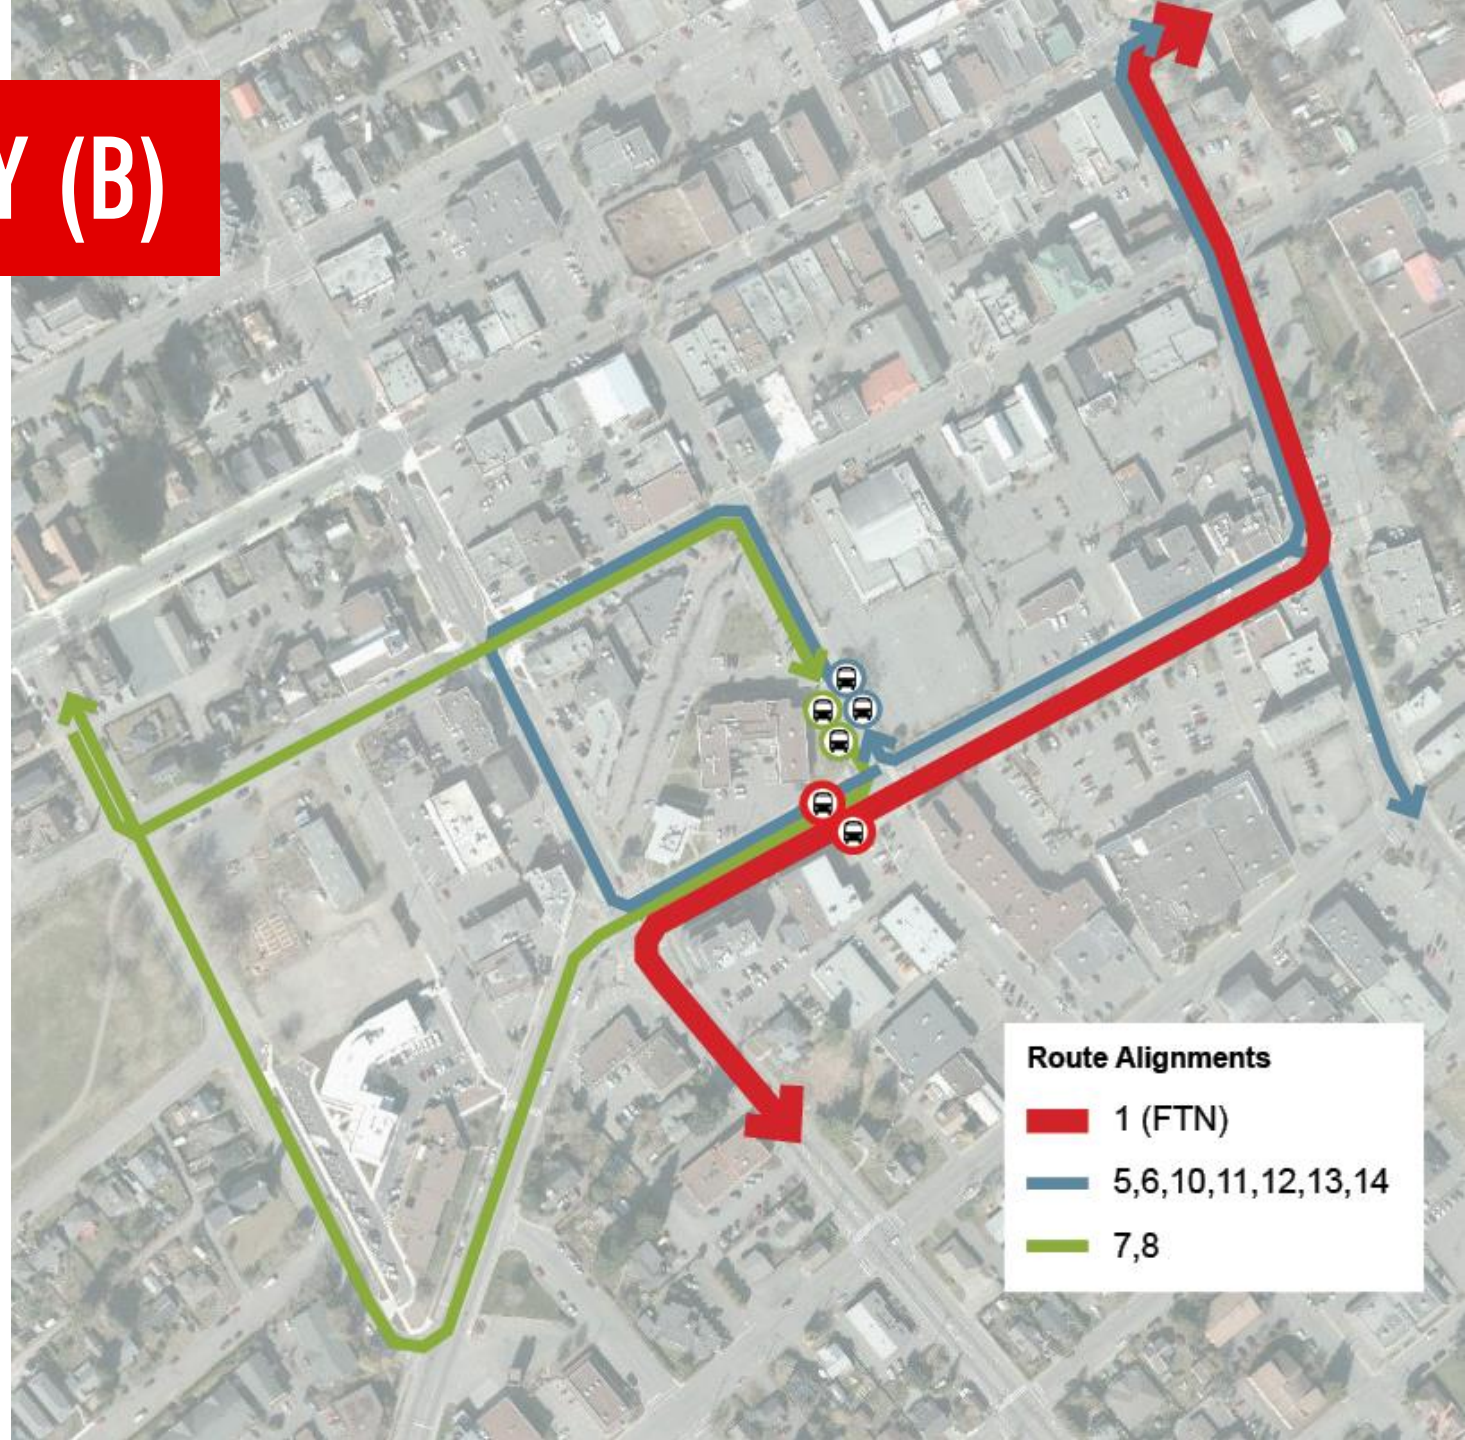 Y (B)
Route Alignments
1 (FTN)
5,6,10,11,12,13,14
7,8